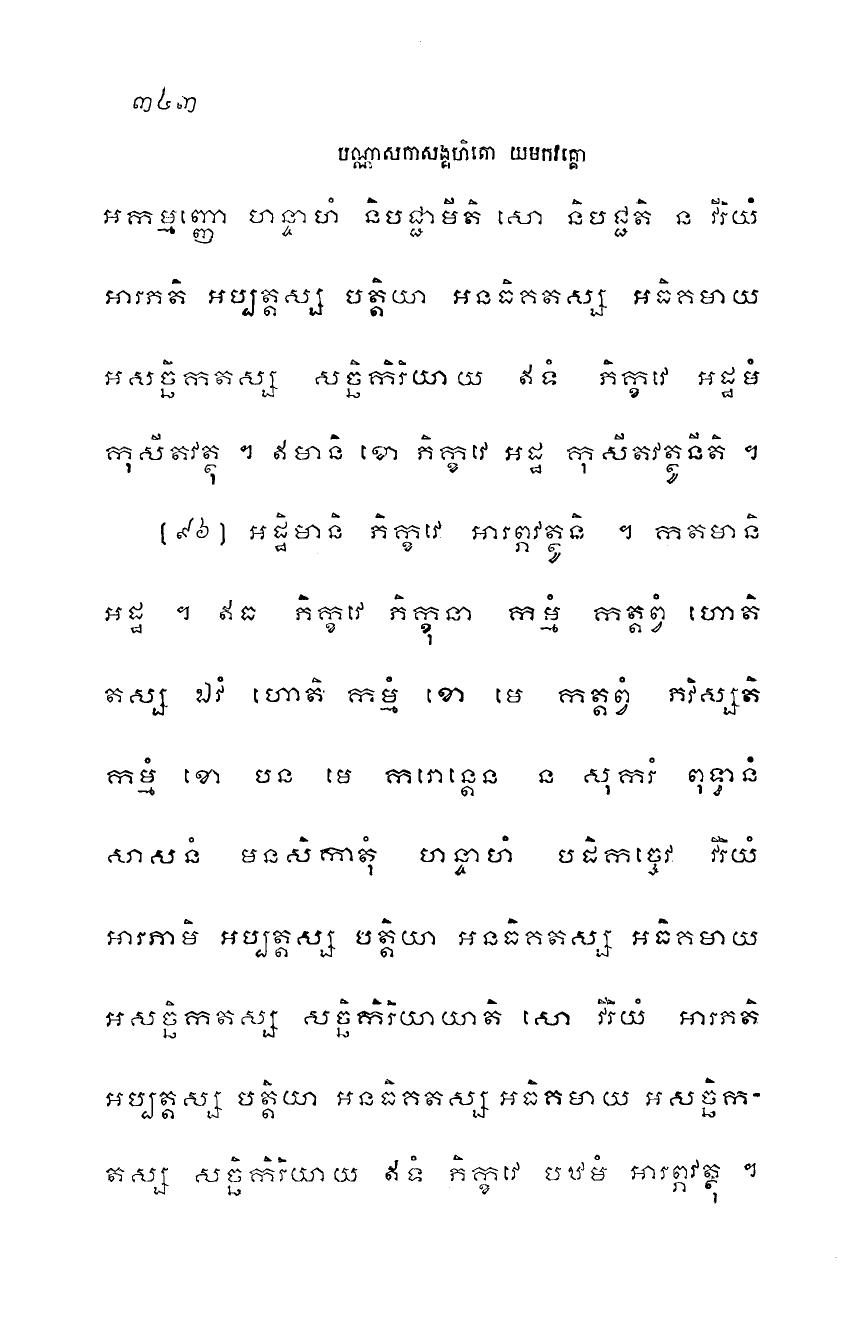 ៣៤៣
បណ្ណាសកាសង្គហិតោ យមកវគ្គោ
អកម្មញ្ញោ ហន្ទាហំ និបជ្ជាមីតិ សោ និបជ្ជតិ ន វីរិយំ
អារភតិ អប្បត្តស្ស បត្តិយា អនធិគតស្ស អធិគមាយ
អសច្ឆិកតស្ស សច្ឆិកិរិយាយ ឥទំ ភិក្ខវេ អដ្ឋមំ
កុសីតវត្ថុ ។ ឥមានិ ខោ ភិក្ខវេ អដ្ឋ កុសីតវត្ថូនីតិ ។
[៩៦] អដ្ឋិមានិ ភិក្ខវេ អារព្ភវត្ថូនិ ។ កតមានិ
អដ្ឋ ។ ឥធ ភិក្ខវេ ភិក្ខុនា កម្មំ កត្តព្វំ ហោតិ
តស្ស ឯវំ ហោតិ កម្មំ ខោ មេ កត្តព្វំ ភវិស្សតិ
កម្មំ ខោ បន មេ ករោន្តេន ន សុករំ ពុទ្ធានំ
សាសនំ មនសិកាតុំ ហន្ទាហំ បដិកច្ចេវ វីរិយំ
អារភាមិ អប្បត្តស្ស បត្តិយា អនធិគតស្ស អធិគមាយ
អសច្ឆិកតស្ស សច្ឆិកិរិយាយាតិ សោ វីរិយំ អារភតិ
អប្បត្តស្ស បត្តិយា អនធិគតស្ស អធិគមាយ អសច្ឆិក-
តស្ស សច្ឆិកិរិយាយ ឥទំ ភិក្ខវេ បឋមំ អារព្ភវត្ថុ ។